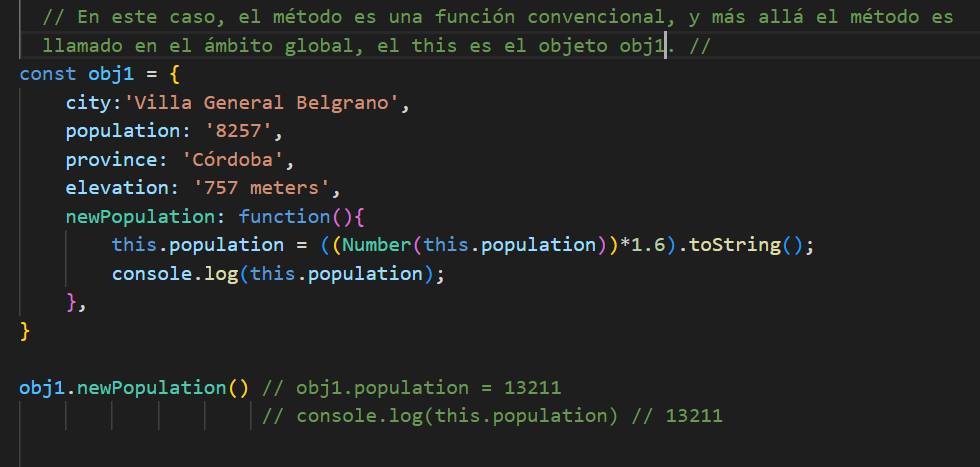 // En este caso, el método es una función convencional, y más allá el método es
llamado en el ámbito global, el this es el objeto obj1. //
const obj1 = {
city:'Villa General Belgrano',
population: '8257',
province: 'Córdoba',
elevation: '757 meters',
newPopulation: function(){
this.population = ((Number(this.population))*1.6).toString();
console.log(this.population);
},
}
obj1.newPopulation() // obj1.population = 13211
// console.log(this.population) // 13211